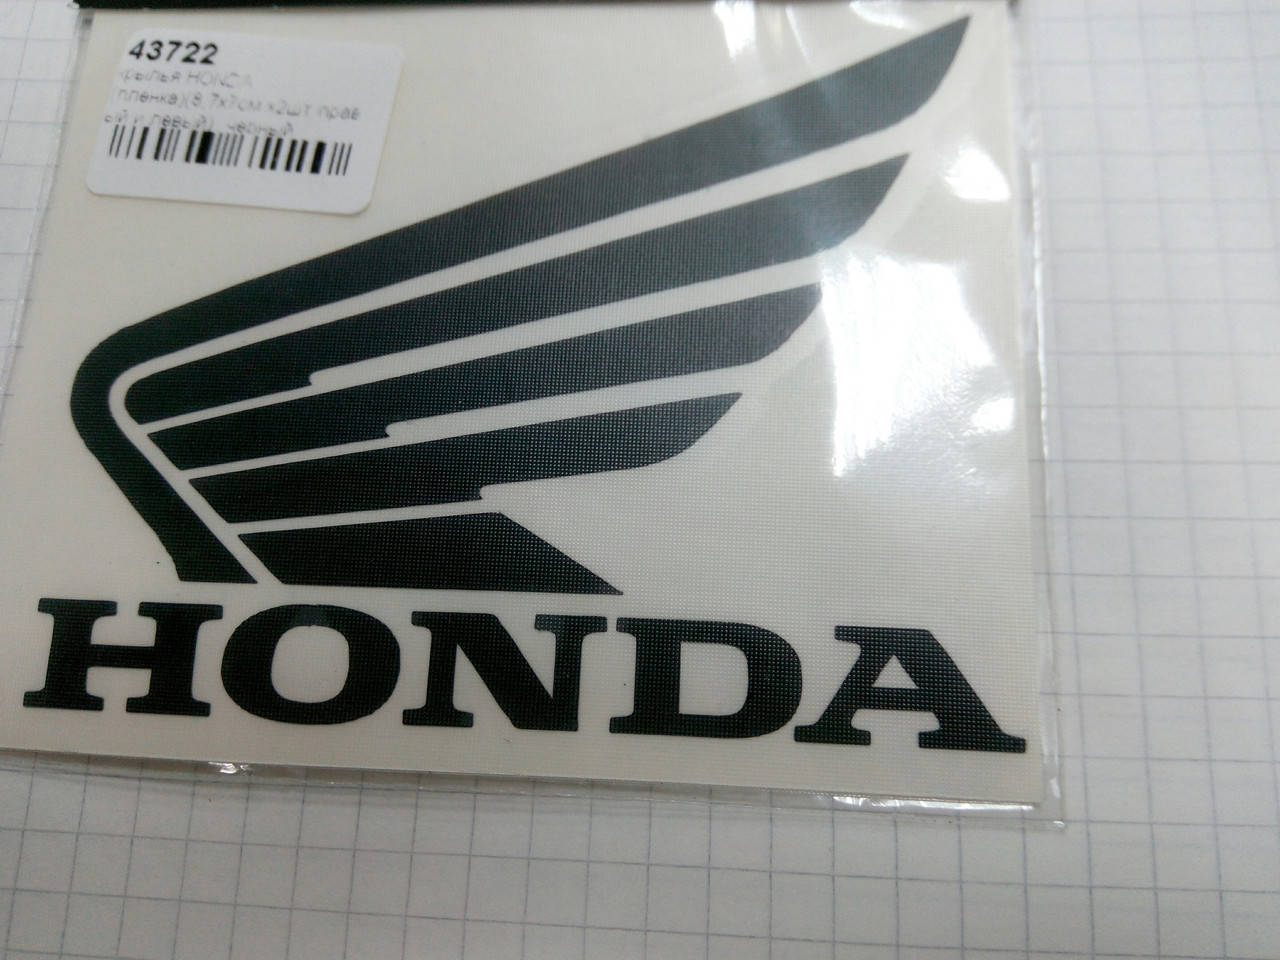 43722
крылья HONDA
(пленка)(8,7х7см х2шт прав
ый и левый), черный
HONDA